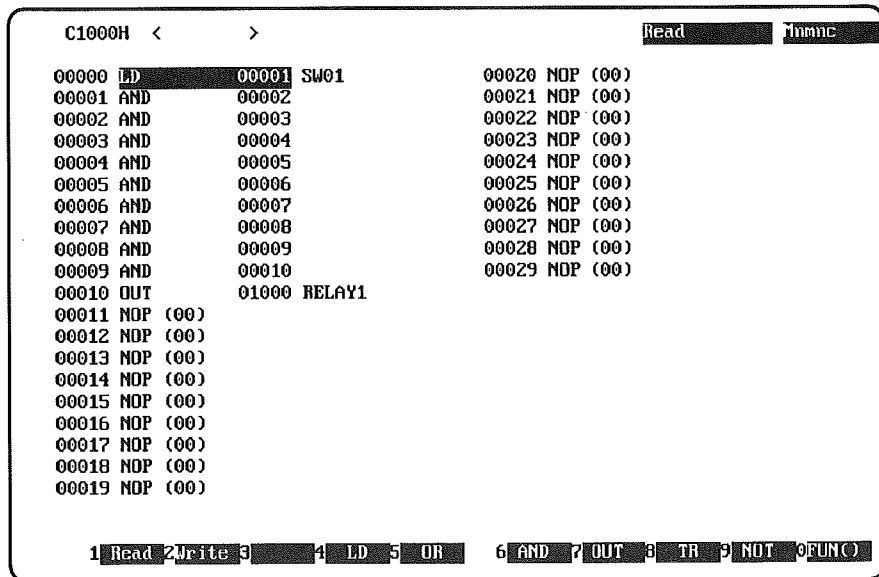 C1000H < > Read Mnmnc
00000 LD 00001 SW01 00020 NOP (00)
00001 AND 00002 00021 NOP (00)
00002 AND 00003 00022 NOP (00)
00003 AND 00004 00023 NOP (00)
00004 AND 00005 00024 NOP (00)
00005 AND 00006 00025 NOP (00)
00006 AND 00007 00026 NOP (00)
00007 AND 00008 00027 NOP (00)
00008 AND 00009 00028 NOP (00)
00009 AND 00010 00029 NOP (00)
00010 OUT 01000 RELAY1
00011 NOP (00)
00012 NOP (00)
00013 NOP (00)
00014 NOP (00)
00015 NOP (00)
00016 NOP (00)
00017 NOP (00)
00018 NOP (00)
00019 NOP (00)
1 Read 2Write 3 4 LD 5 OR 6 AND 7 OUT 8 TR 9 NOT 0FUN()